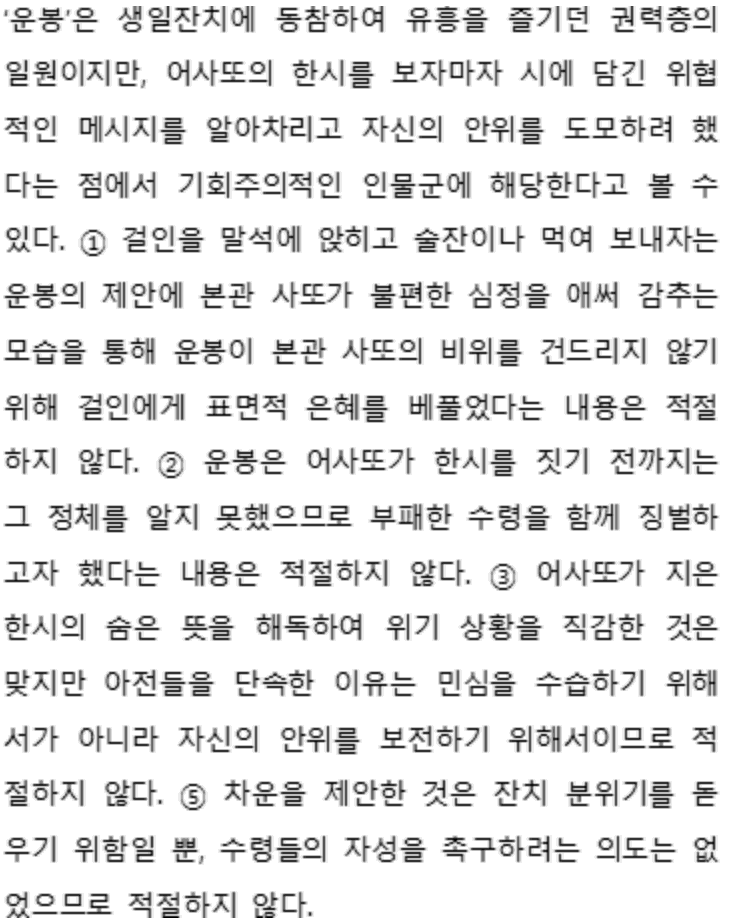 ‘운봉’은 생일잔치에 동참하여 유흥을 즐기던 권력층의
일원이지만, 어사또의 한시를 보자마자 시에 담긴 위협
적인 메시지를 알아차리고 자신의 안위를 도모하려 했
다는 점에서 기회주의적인 인물군에 해당한다고 볼 수
있다. ① 걸인을 말석에 앉히고 술잔이나 먹여 보내자는
운봉의 제안에 본관 사또가 불편한 심정을 애써 감추는
모습을 통해 운봉이 본관 사또의 비위를 건드리지 않기
위해 걸인에게 표면적 은혜를 베풀었다는 내용은 적절
하지 않다. ② 운봉은 어사또가 한시를 짓기 전까지는
그 정체를 알지 못했으므로 부패한 수령을 함께 징벌하
고자 했다는 내용은 적절하지 않다. ③ 어사또가 지은
한시의 숨은 뜻을 해독하여 위기 상황을 직감한 것은
맞지만 아전들을 단속한 이유는 민심을 수습하기 위해
서가 아니라 자신의 안위를 보전하기 위해서이므로 적
절하지 않다. ⑤ 차운을 제안한 것은 잔치 분위기를 돋
우기 위함일 뿐, 수령들의 자성을 촉구하려는 의도는 없
었으므로 적절하지 않다.